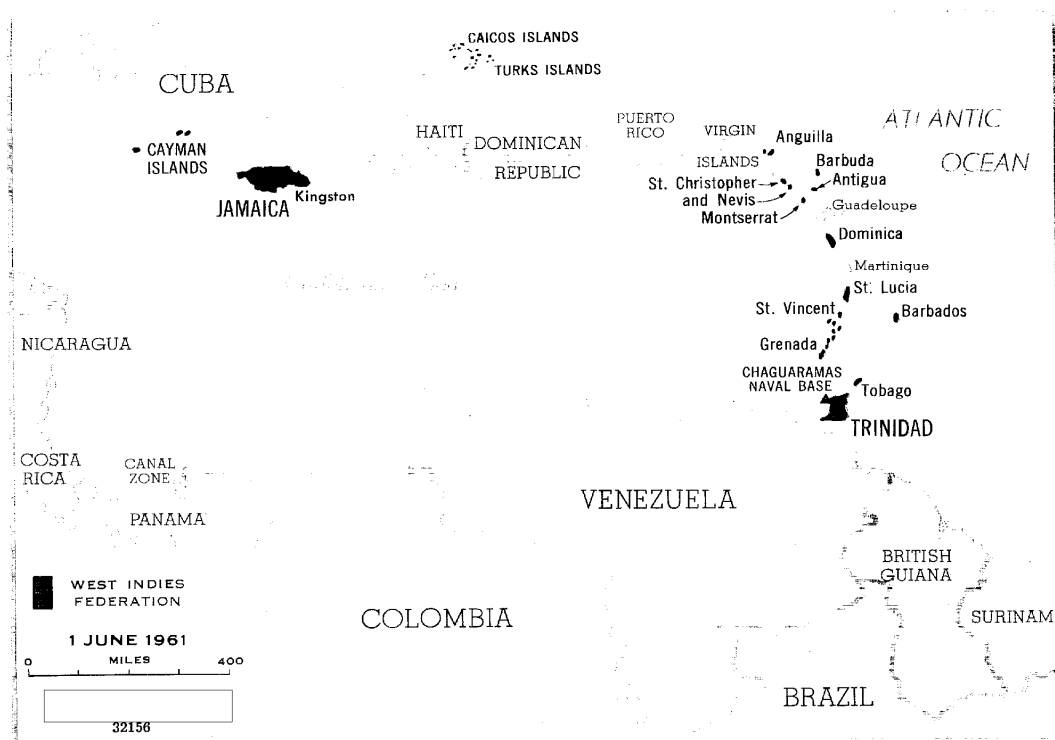 CAICOS ISLANDS
TURKS ISLANDS
CUBA
CAYMAN
ISLANDS
JAMAICA
Kingston
HAITI
DOMINICAN
REPUBLIC
PUERTO
RICO
VIRGIN
ISLANDS
ATLANTIC
OCEAN
Anguilla
Barbuda
St. Christopher
and Nevis
Antigua
Montserrat
Guadeloupe
Dominica
Martinique
St. Lucia
St. Vincent
Barbados
Grenada
CHAGUARAMAS
NAVAL BASE
Tobago
TRINIDAD
NICARAGUA
COSTA
RICA
CANAL
ZONE
PANAMA
VENEZUELA
COLOMBIA
BRITISH
GUIANA
SURINAM
BRAZIL
WEST INDIES
FEDERATION
1 JUNE 1961
MILES
0 400
32156